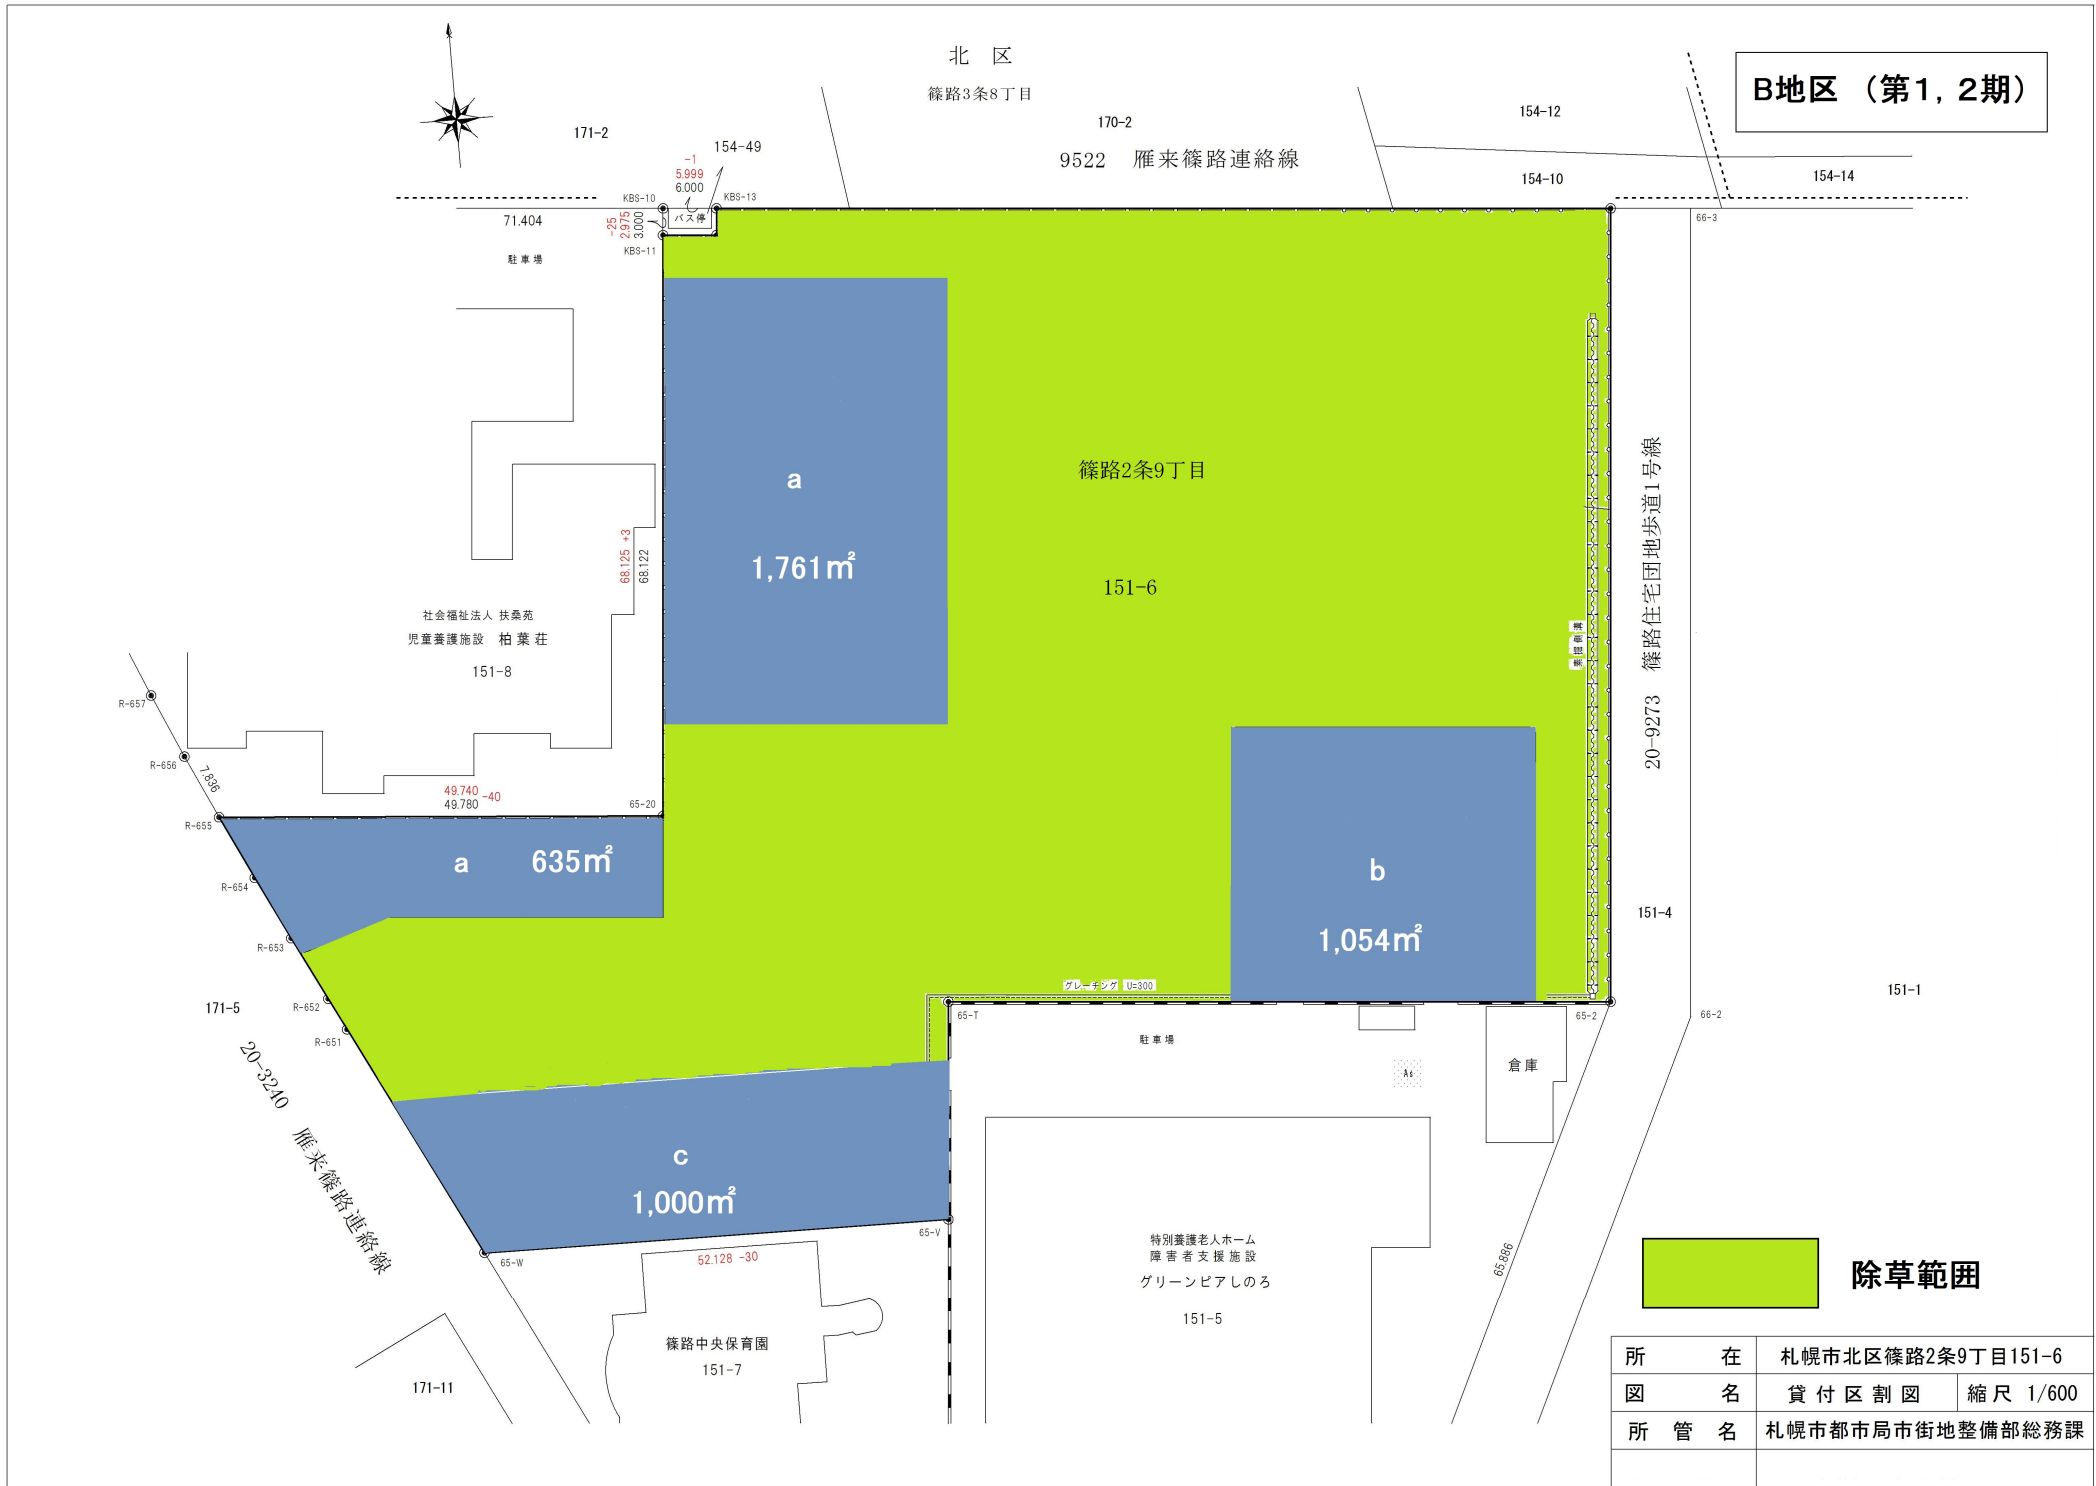 北 区
篠路3条8丁目
B地区 （第1, 2期）
171-2
170-2
154-12
154-49
9522 雁来篠路連絡線
154-10
154-14
-1
5.999
6.000
KBS-10
KBS-13
バス停
71.404
-25
2.975
3.000
KBS-11
66-3
駐車場
a
1,761㎡
篠路2条9丁目
151-6
68.125 +3
68.122
社会福祉法人 扶桑苑
児童養護施設 柏葉荘
151-8
素掘側溝
20-9273 篠路住宅団地歩道1号線
R-657
R-656
7.836
49.740 -40
49.780
65-20
R-655
a 635㎡
R-654
b
1,054㎡
151-4
R-653
171-5
R-652
R-651
グレーチング U=300
65-T
65-2
66-2
151-1
駐車場
As
倉庫
20-3240 雁来篠路連絡線
c
1,000㎡
65-V
65-W
52.128 -30
特別養護老人ホーム
障害者支援施設
グリーンピアしのろ
151-5
65.886
除草範囲
篠路中央保育園
151-7
171-11
所 在 札幌市北区篠路2条9丁目151-6
図 名 貸付区割図 縮尺 1/600
所 管 名 札幌市都市局市街地整備部総務課